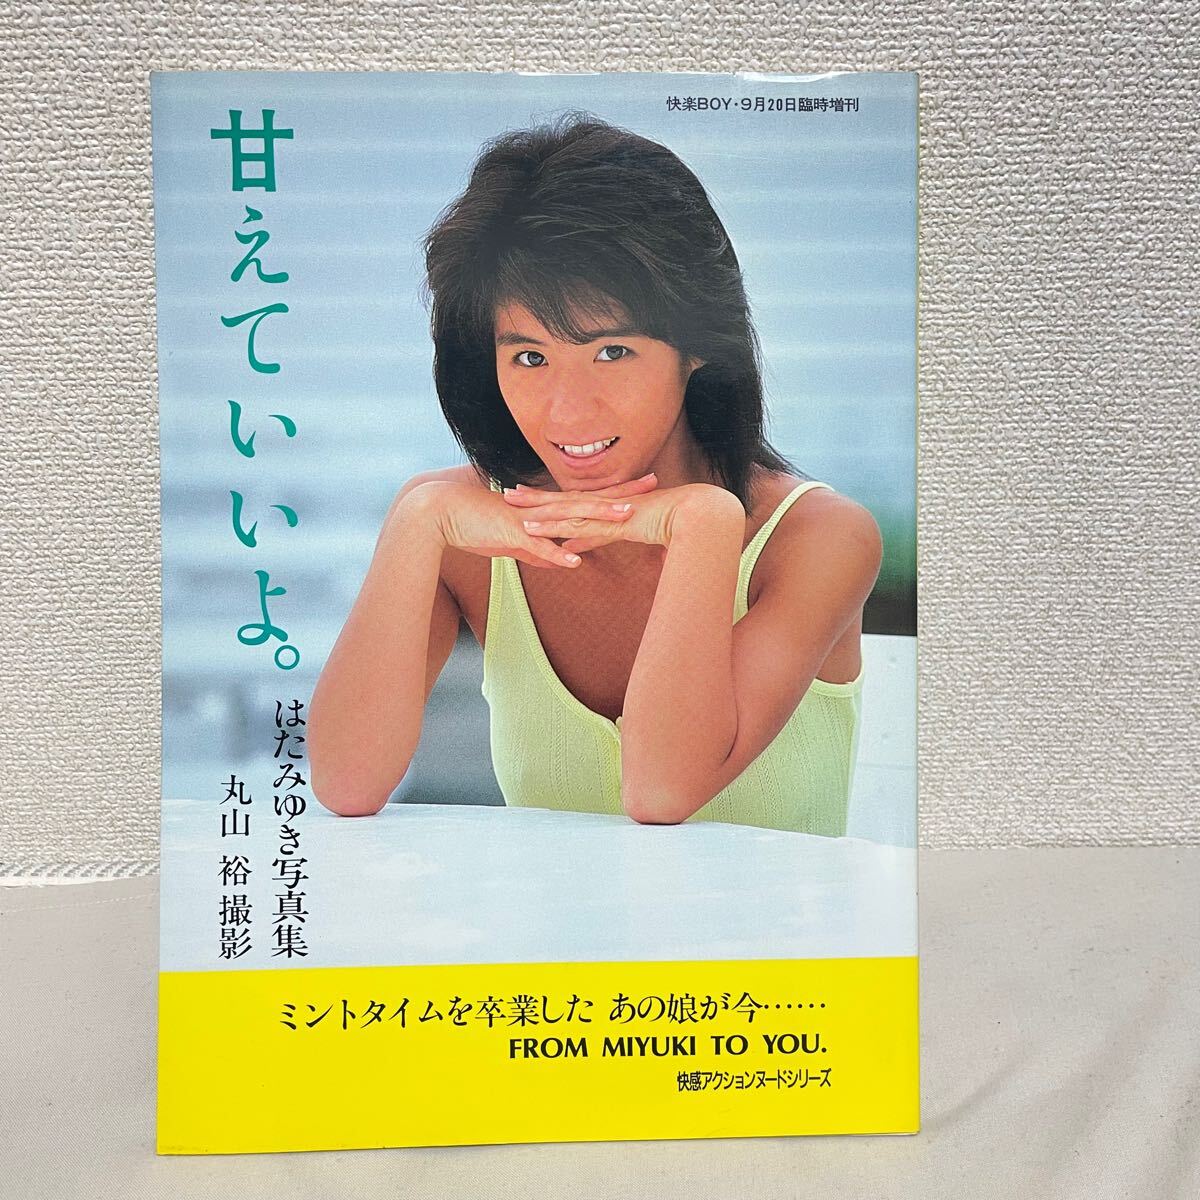 快楽BOY・9月20日臨時増刊
甘えていいよ。
はたみゆき写真集
丸山 裕 撮影
ミントタイムを卒業した あの娘が今……
FROM MIYUKI TO YOU.
快感アクションヌードシリーズ